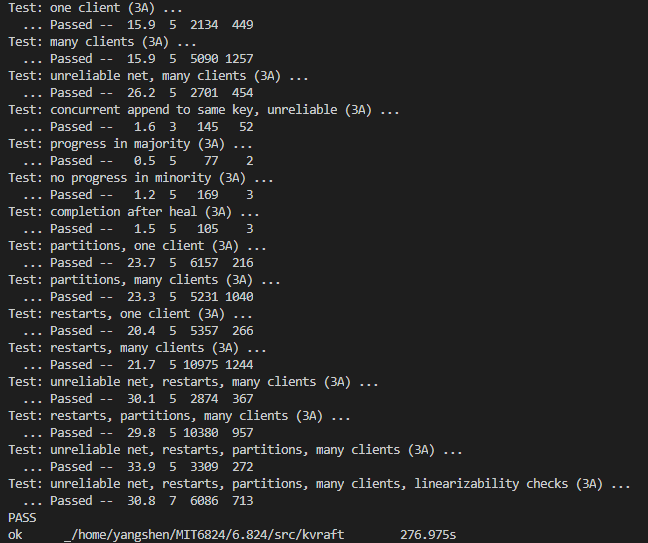 Test: one client (3A) ...
  ... Passed --  15.9  5  2134  449
Test: many clients (3A) ...
  ... Passed --  15.9  5  5090 1257
Test: unreliable net, many clients (3A) ...
  ... Passed --  26.2  5  2701  454
Test: concurrent append to same key, unreliable (3A) ...
  ... Passed --   1.6  3   145   52
Test: progress in majority (3A) ...
  ... Passed --   0.5  5    77    2
Test: no progress in minority (3A) ...
  ... Passed --   1.2  5   169    3
Test: completion after heal (3A) ...
  ... Passed --   1.5  5   105    3
Test: partitions, one client (3A) ...
  ... Passed --  23.7  5  6157  216
Test: partitions, many clients (3A) ...
  ... Passed --  23.3  5  5231 1040
Test: restarts, one client (3A) ...
  ... Passed --  20.4  5  5357  266
Test: restarts, many clients (3A) ...
  ... Passed --  21.7  5 10975 1244
Test: unreliable net, restarts, many clients (3A) ...
  ... Passed --  30.1  5  2874  367
Test: restarts, partitions, many clients (3A) ...
  ... Passed --  29.8  5 10380  957
Test: unreliable net, restarts, partitions, many clients (3A) ...
  ... Passed --  33.9  5  3309  272
Test: unreliable net, restarts, partitions, many clients, linearizability checks (3A) ...
  ... Passed --  30.8  7  6086  713
PASS
ok      _/home/yangshen/MIT6824/6.824/src/kvraft        276.975s